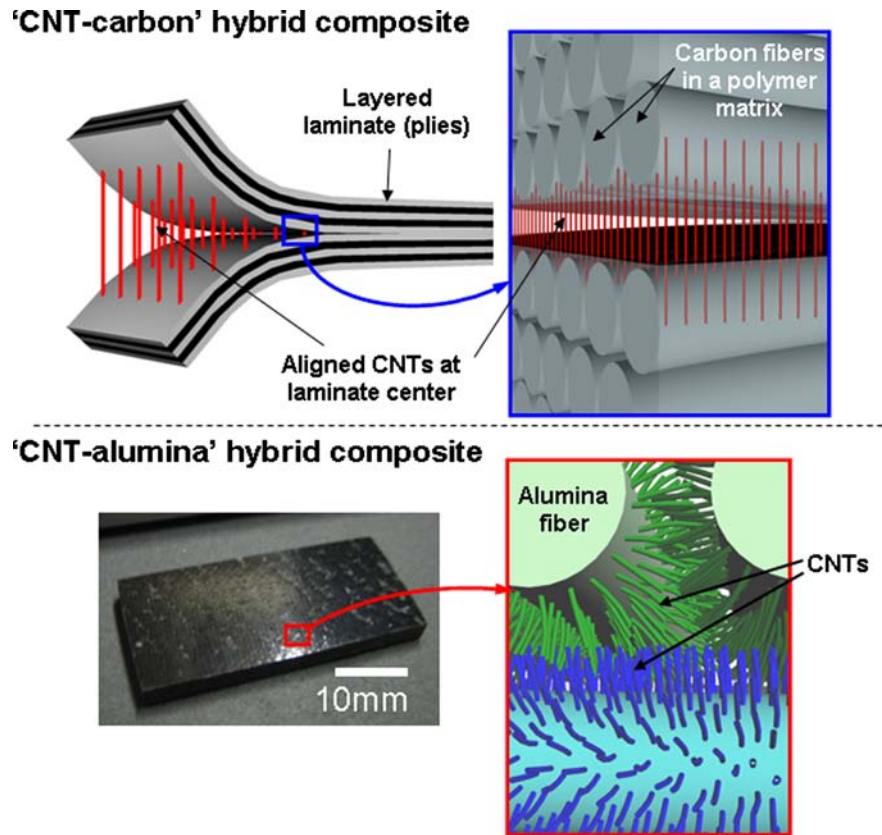 'CNT-carbon' hybrid composite
Layered
laminate (plies)
Carbon fibers
in a polymer
matrix
Aligned CNTs at
laminate center
'CNT-alumina' hybrid composite
Alumina
fiber
CNTs
10mm